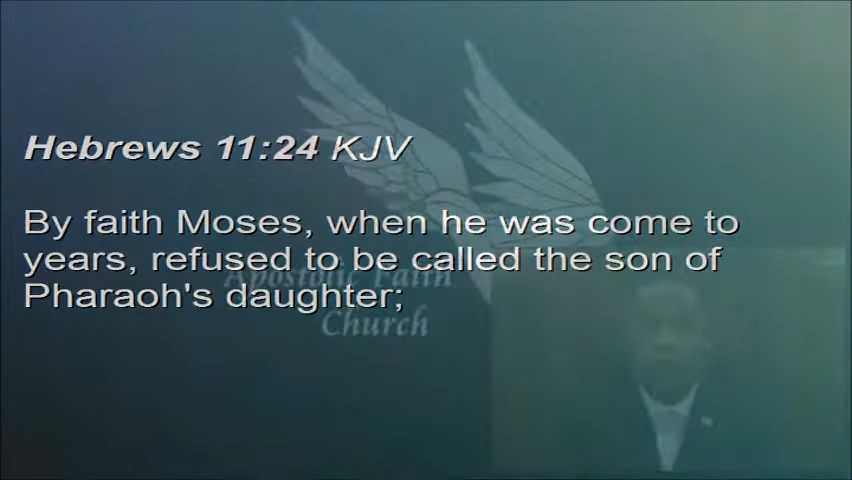 Hebrews 11:24 KJV
By faith Moses, when he was come to
years, refused to be called the son of
Pharaoh's daughter;
Apostolic Faith
Church